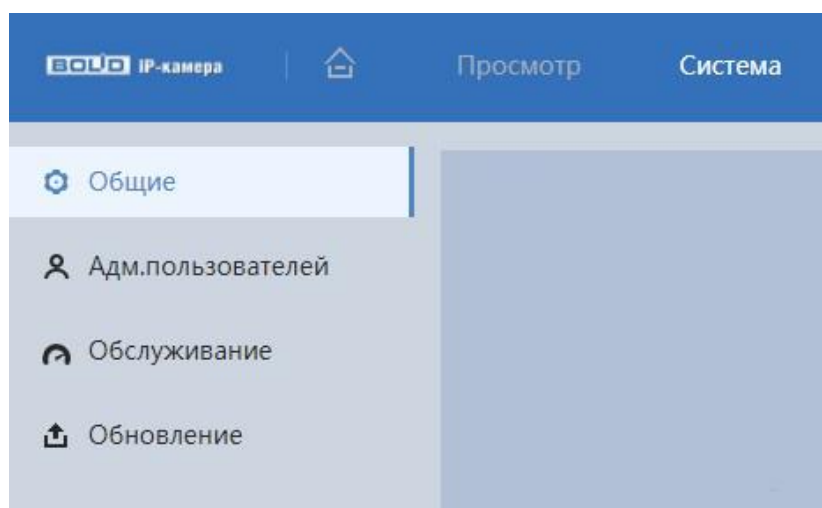 BOLID IP-камера Просмотр Система
Общие
Адм.пользователей
Обслуживание
Обновление